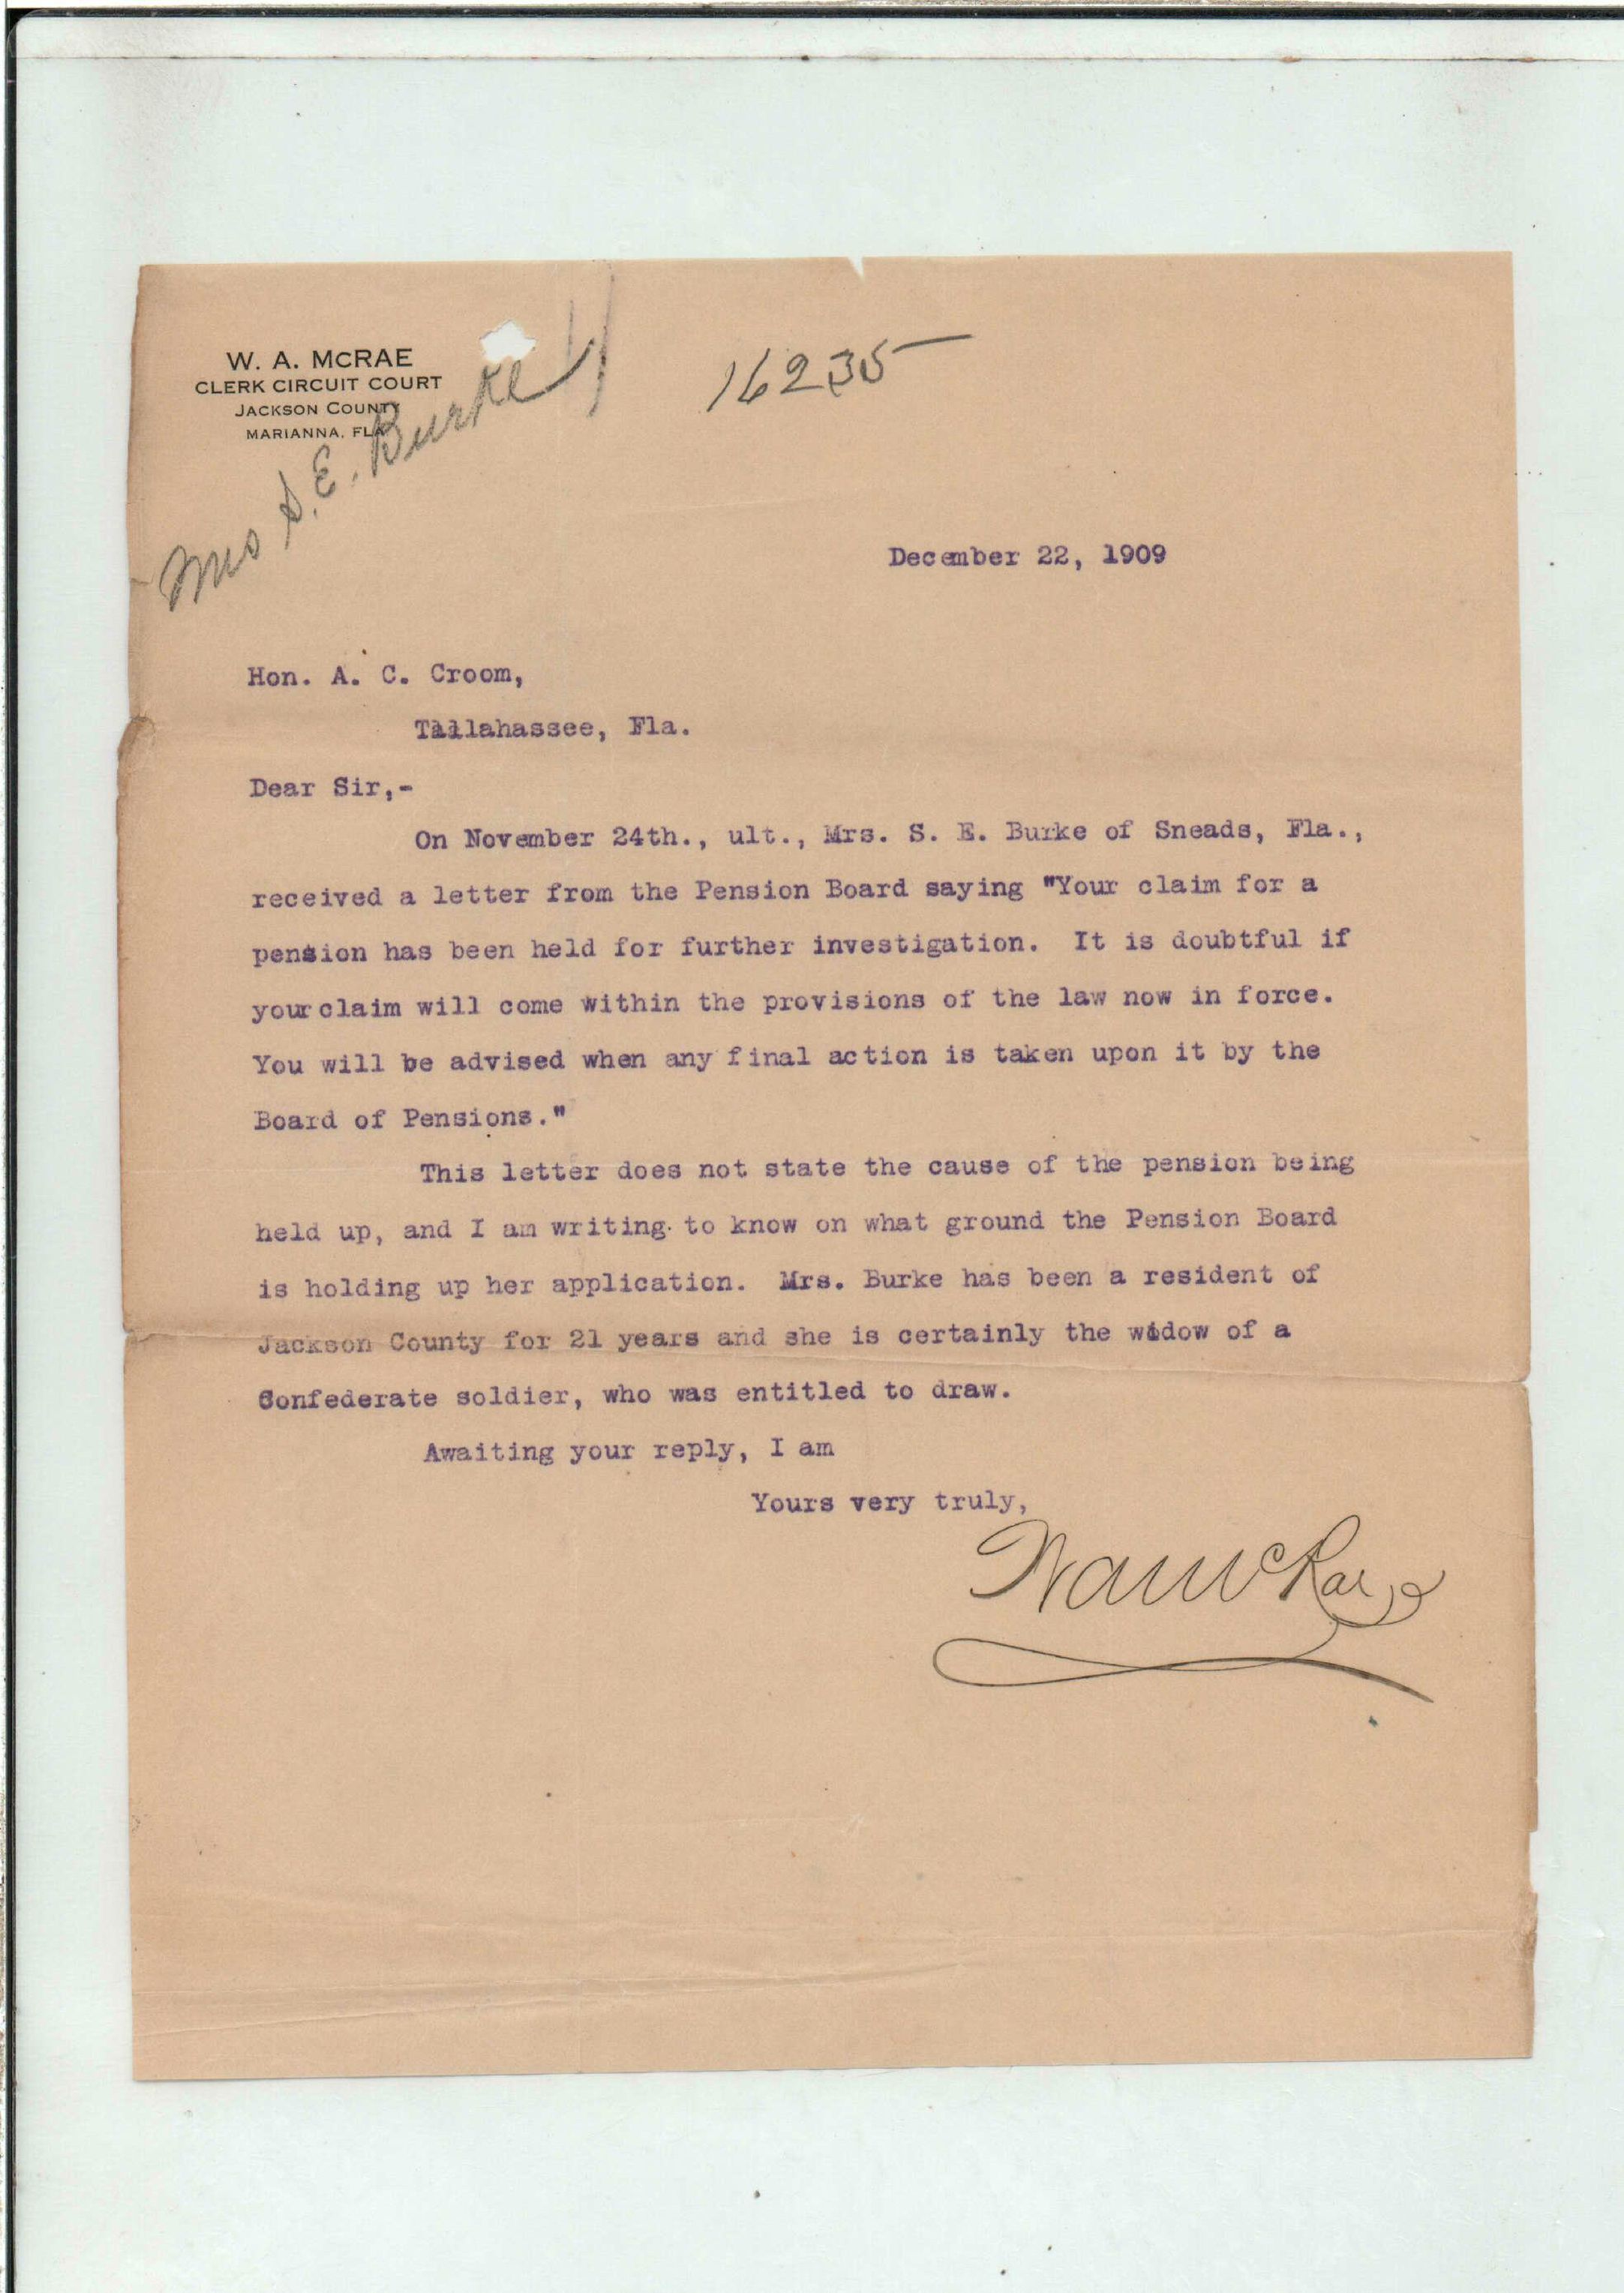 W. A. McRAE
CLERK CIRCUIT COURT
JACKSON COUNTY
MARIANNA, FLA
Mrs S. E. Burke
16235
December 22, 1909
Hon. A. C. Croom,
Tallahassee, Fla.
Dear Sir,-
On November 24th., ult., Mrs. S. E. Burke of Sneads, Fla.,
received a letter from the Pension Board saying "Your claim for a
pension has been held for further investigation. It is doubtful if
your claim will come within the provisions of the law now in force.
You will be advised when any final action is taken upon it by the
Board of Pensions."
This letter does not state the cause of the pension being
held up, and I am writing to know on what ground the Pension Board
is holding up her application. Mrs. Burke has been a resident of
Jackson County for 21 years and she is certainly the widow of a
Confederate soldier, who was entitled to draw.
Awaiting your reply, I am
Yours very truly,
WAMcRae